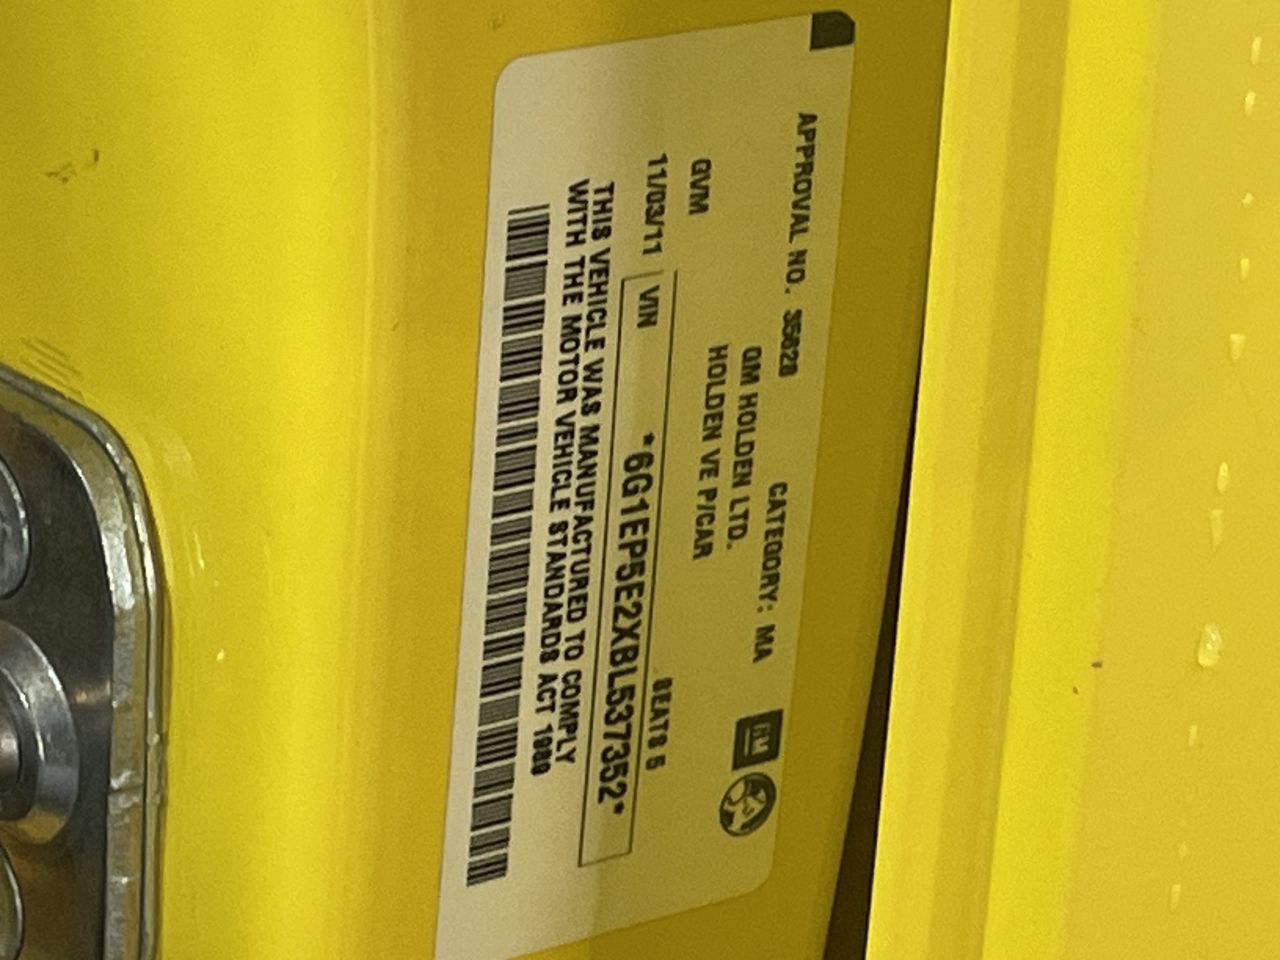 APPROVAL NO. 35628 CATEGORY: MA
GM HOLDEN LTD.
HOLDEN VE P/CAR
GVM SEATS 5
11/03/11 VIN *6G1EP5E2XBL537352*
THIS VEHICLE WAS MANUFACTURED TO COMPLY
WITH THE MOTOR VEHICLE STANDARDS ACT 1989
GM